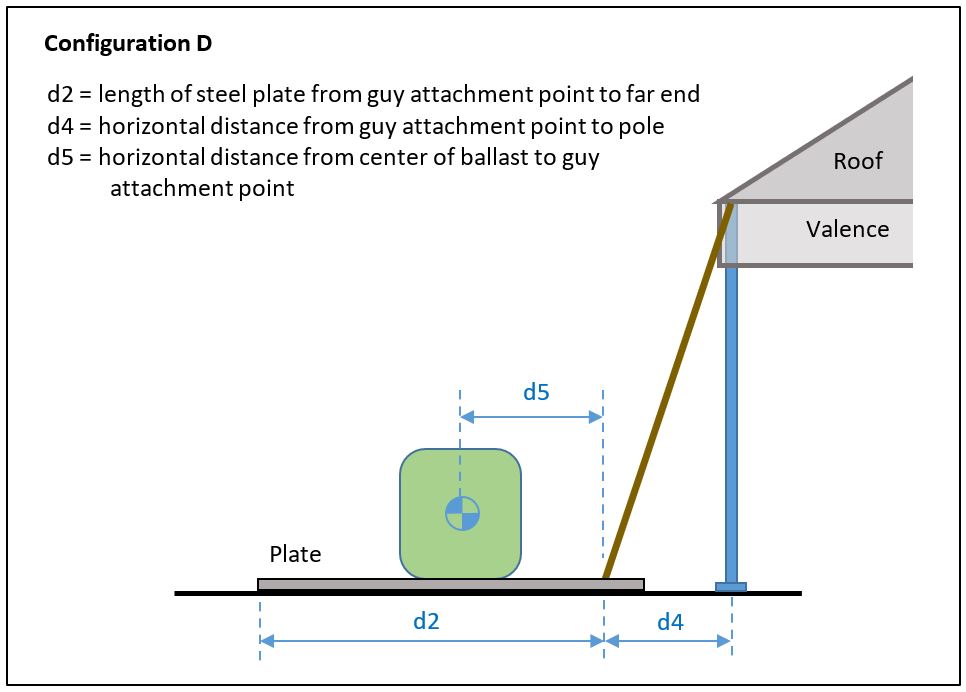 Configuration D
d2 = length of steel plate from guy attachment point to far end
d4 = horizontal distance from guy attachment point to pole
d5 = horizontal distance from center of ballast to guy
attachment point
Roof
Valence
d5
Plate
d2
d4